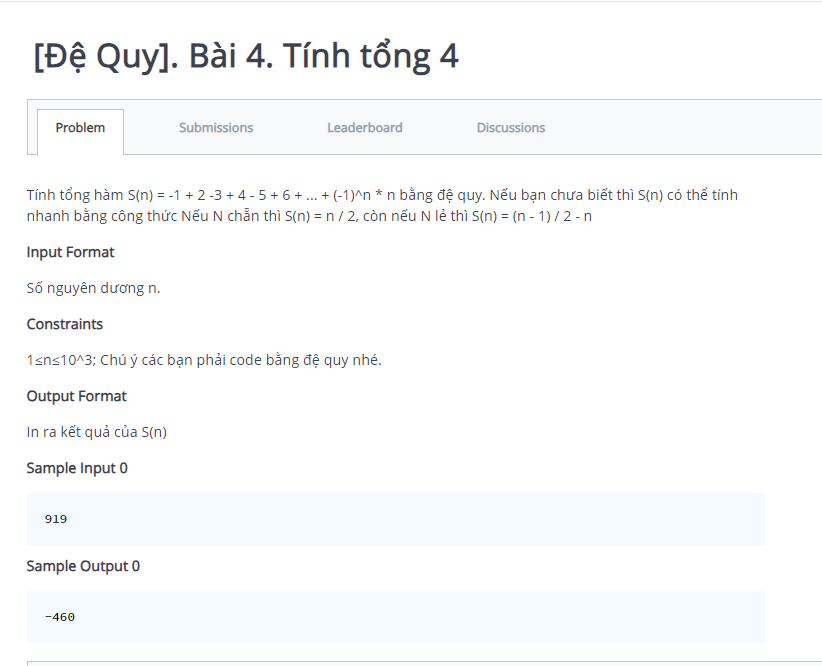 [Đệ Quy]. Bài 4. Tính tổng 4
Problem Submissions Leaderboard Discussions
Tính tổng hàm S(n) = -1 + 2 -3 + 4 - 5 + 6 + ... + (-1)^n * n bằng đệ quy. Nếu bạn chưa biết thì S(n) có thể tính
nhanh bằng công thức Nếu N chẵn thì S(n) = n / 2, còn nếu N lẻ thì S(n) = (n - 1) / 2 - n
Input Format
Số nguyên dương n.
Constraints
1≤n≤10^3; Chú ý các bạn phải code bằng đệ quy nhé.
Output Format
In ra kết quả của S(n)
Sample Input 0
919
Sample Output 0
-460